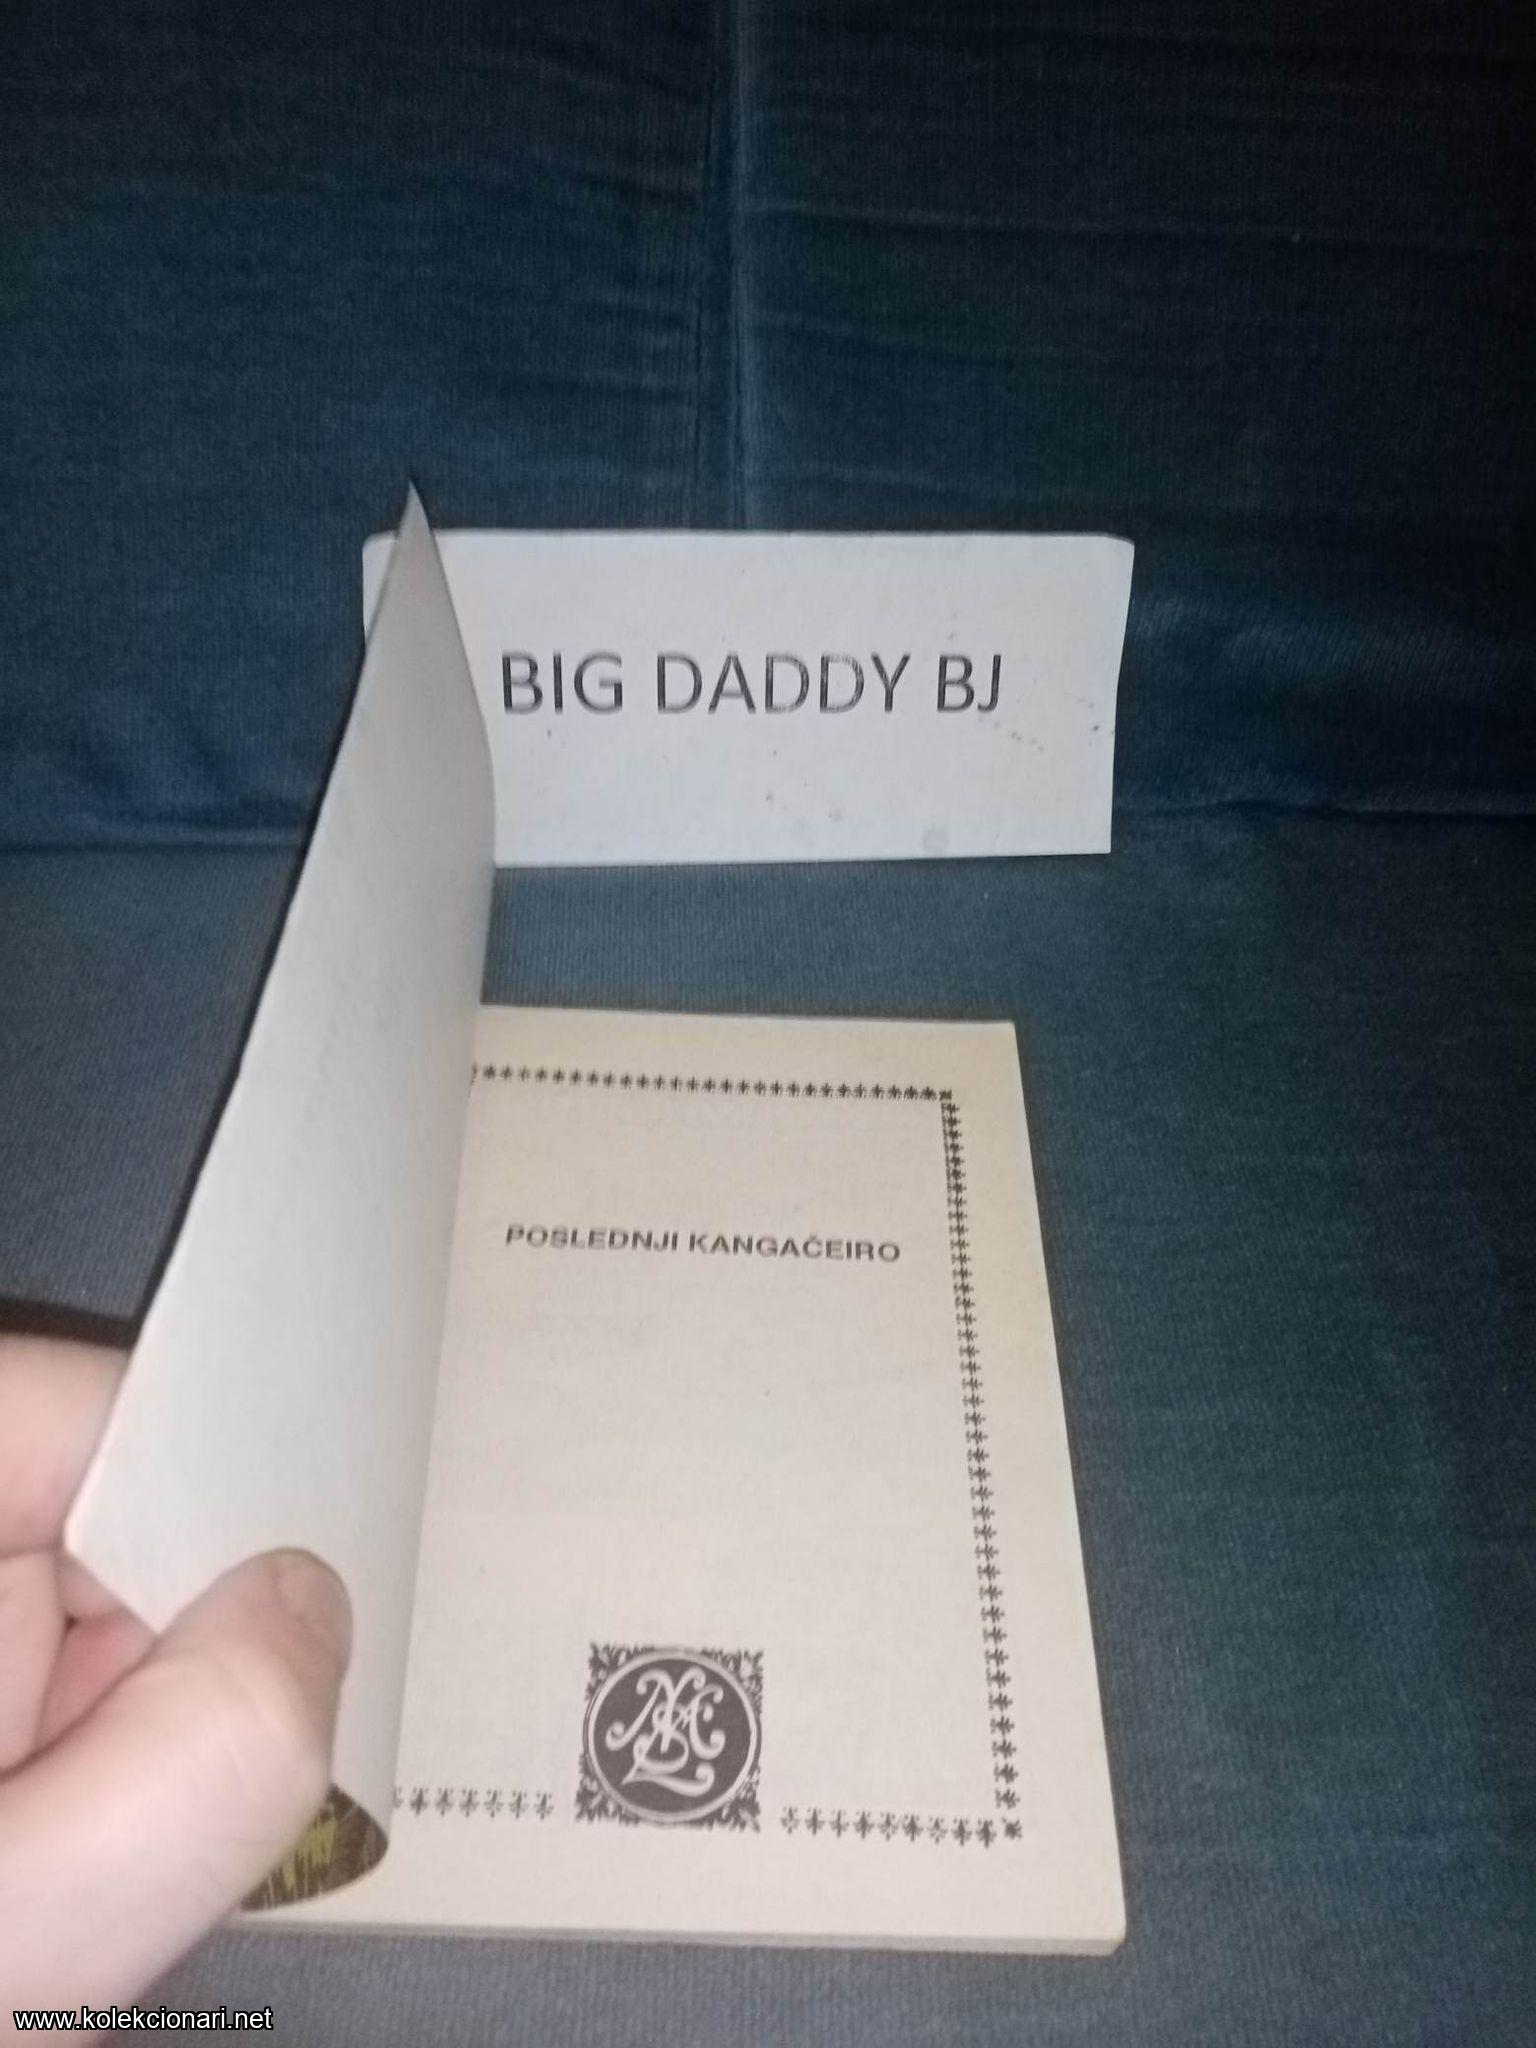 BIG DADDY BJ
POSLEDNJI KANGAČEIRO
www.kolekcionari.net